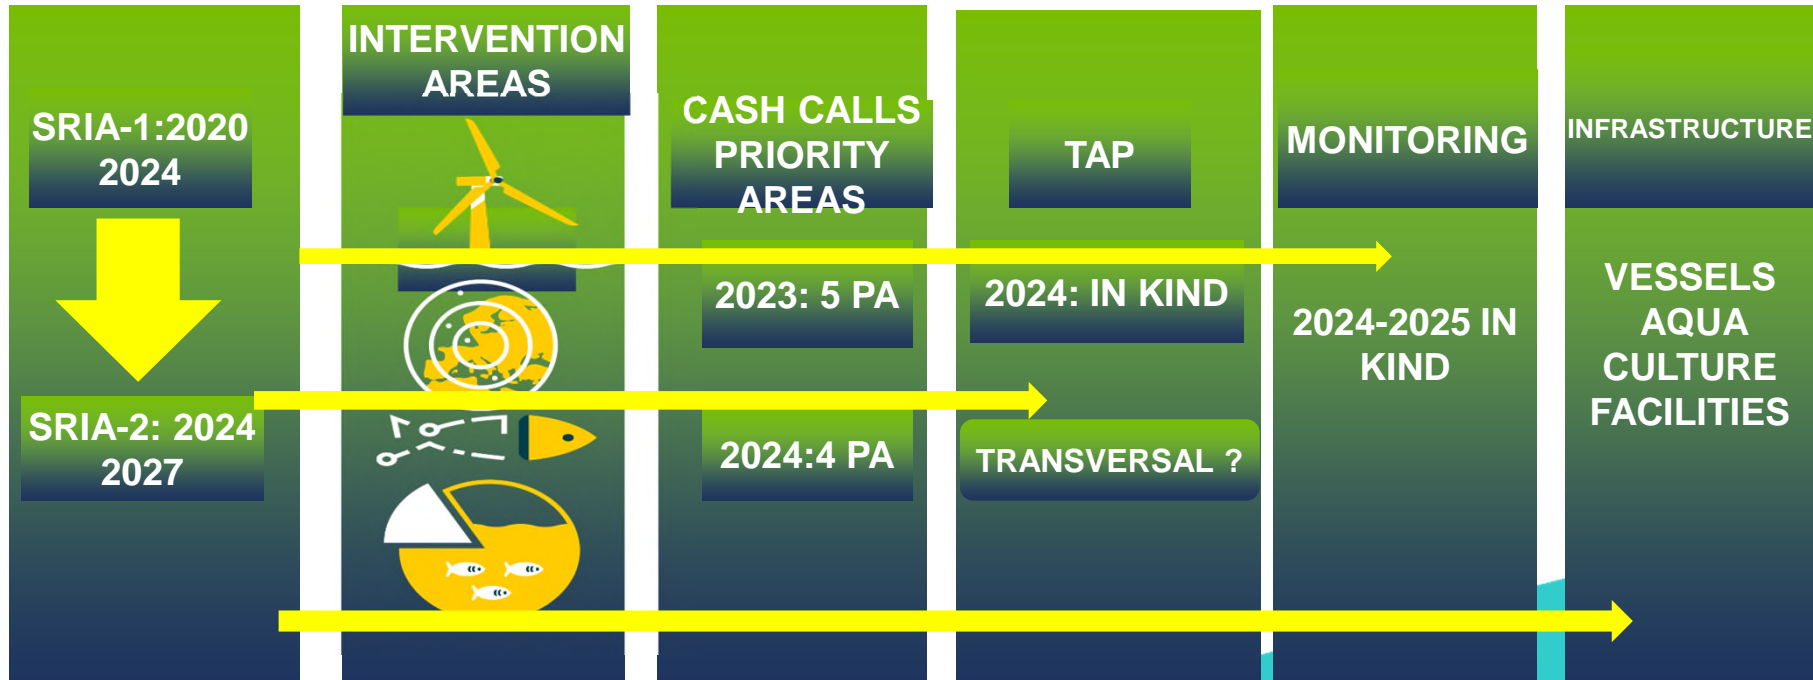 SRIA-1:2020
2024
SRIA-2: 2024
2027
INTERVENTION
AREAS
CASH CALLS
PRIORITY
AREAS
2023: 5 PA
2024:4 PA
TAP
2024: IN KIND
TRANSVERSAL ?
MONITORING
2024-2025 IN
KIND
INFRASTRUCTURE
VESSELS
AQUA
CULTURE
FACILITIES